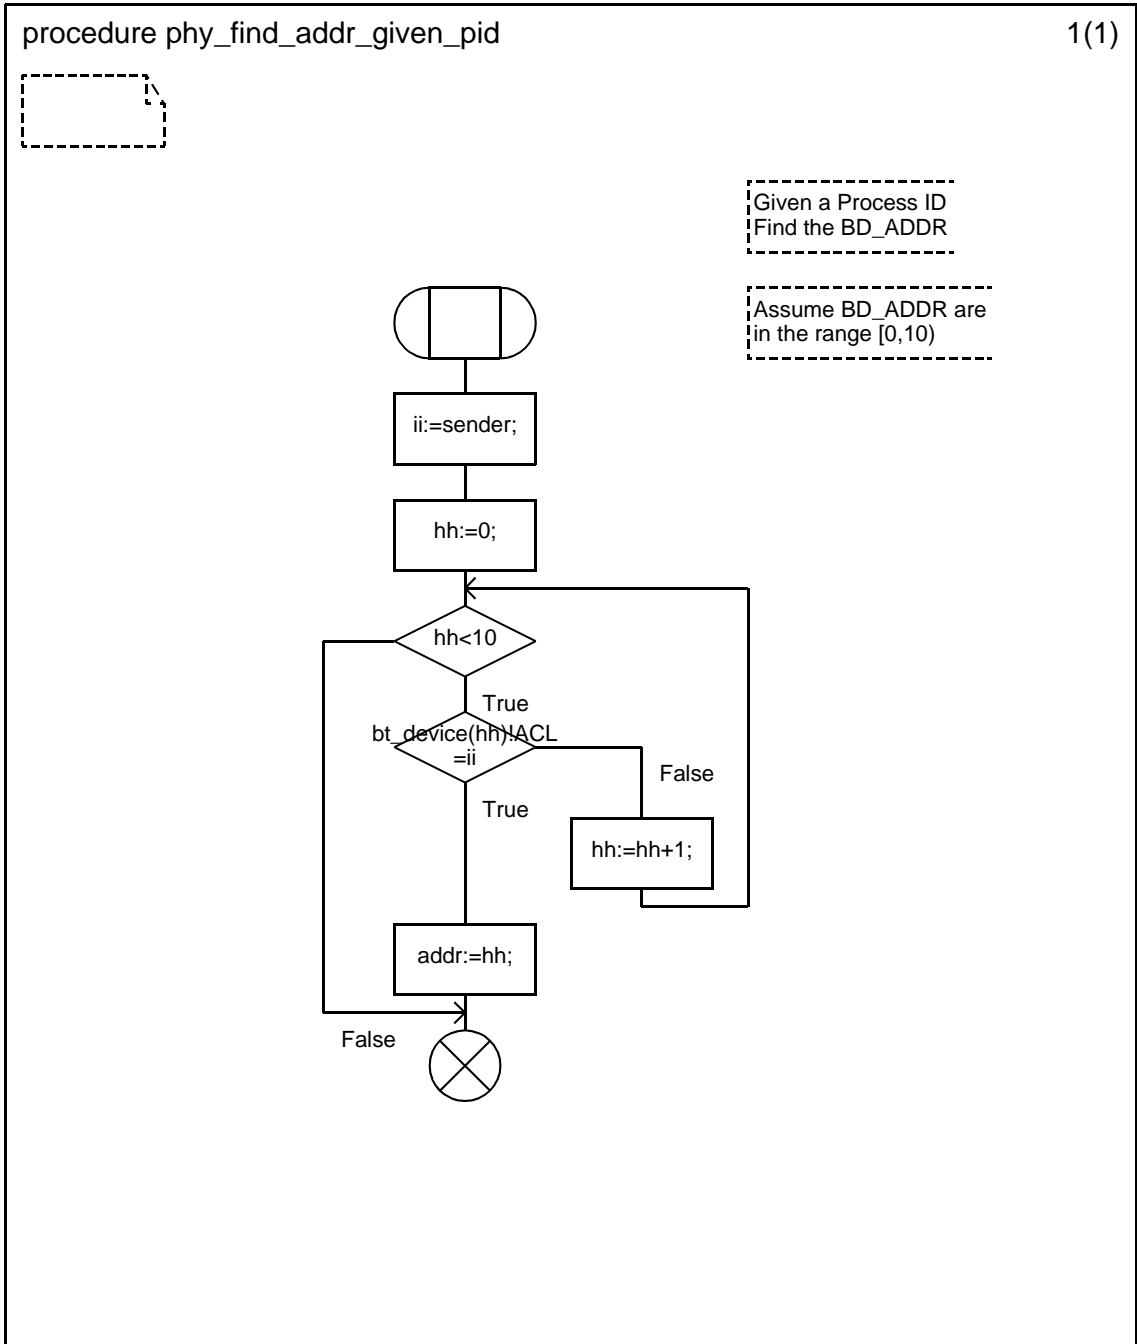 procedure phy_find_addr_given_pid
1(1)
Given a Process ID
Find the BD_ADDR
Assume BD_ADDR are
in the range [0,10)
ii:=sender;
hh:=0;
hh<10
True
bt_device(hh)!ACL
=ii
False
True
hh:=hh+1;
addr:=hh;
False